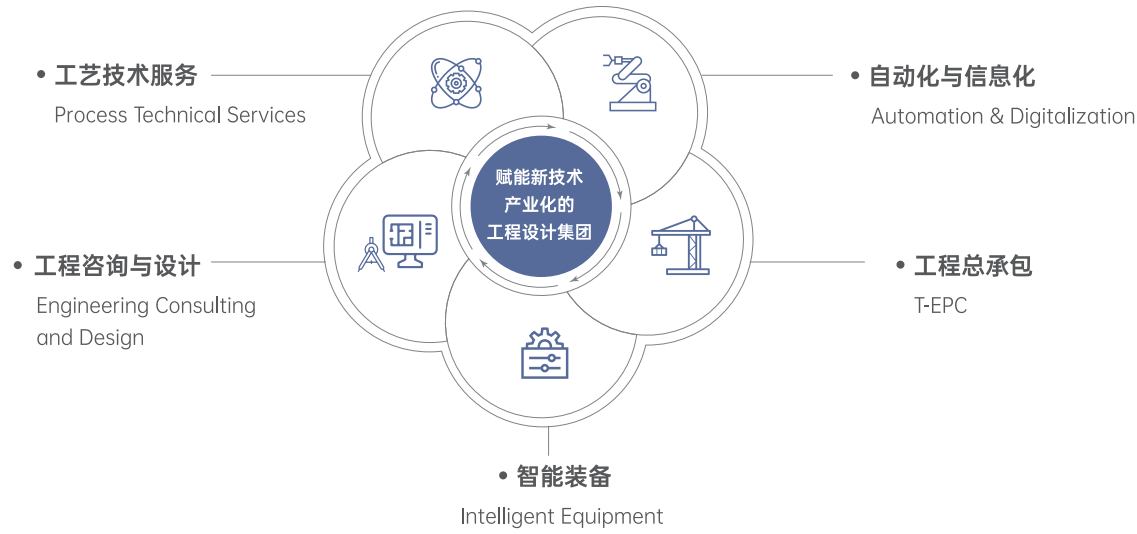 • 工艺技术服务
Process Technical Services
• 自动化与信息化
Automation & Digitalization
赋能新技术
产业化的
工程设计集团
• 工程咨询与设计
Engineering Consulting
and Design
• 工程总承包
T-EPC
• 智能装备
Intelligent Equipment